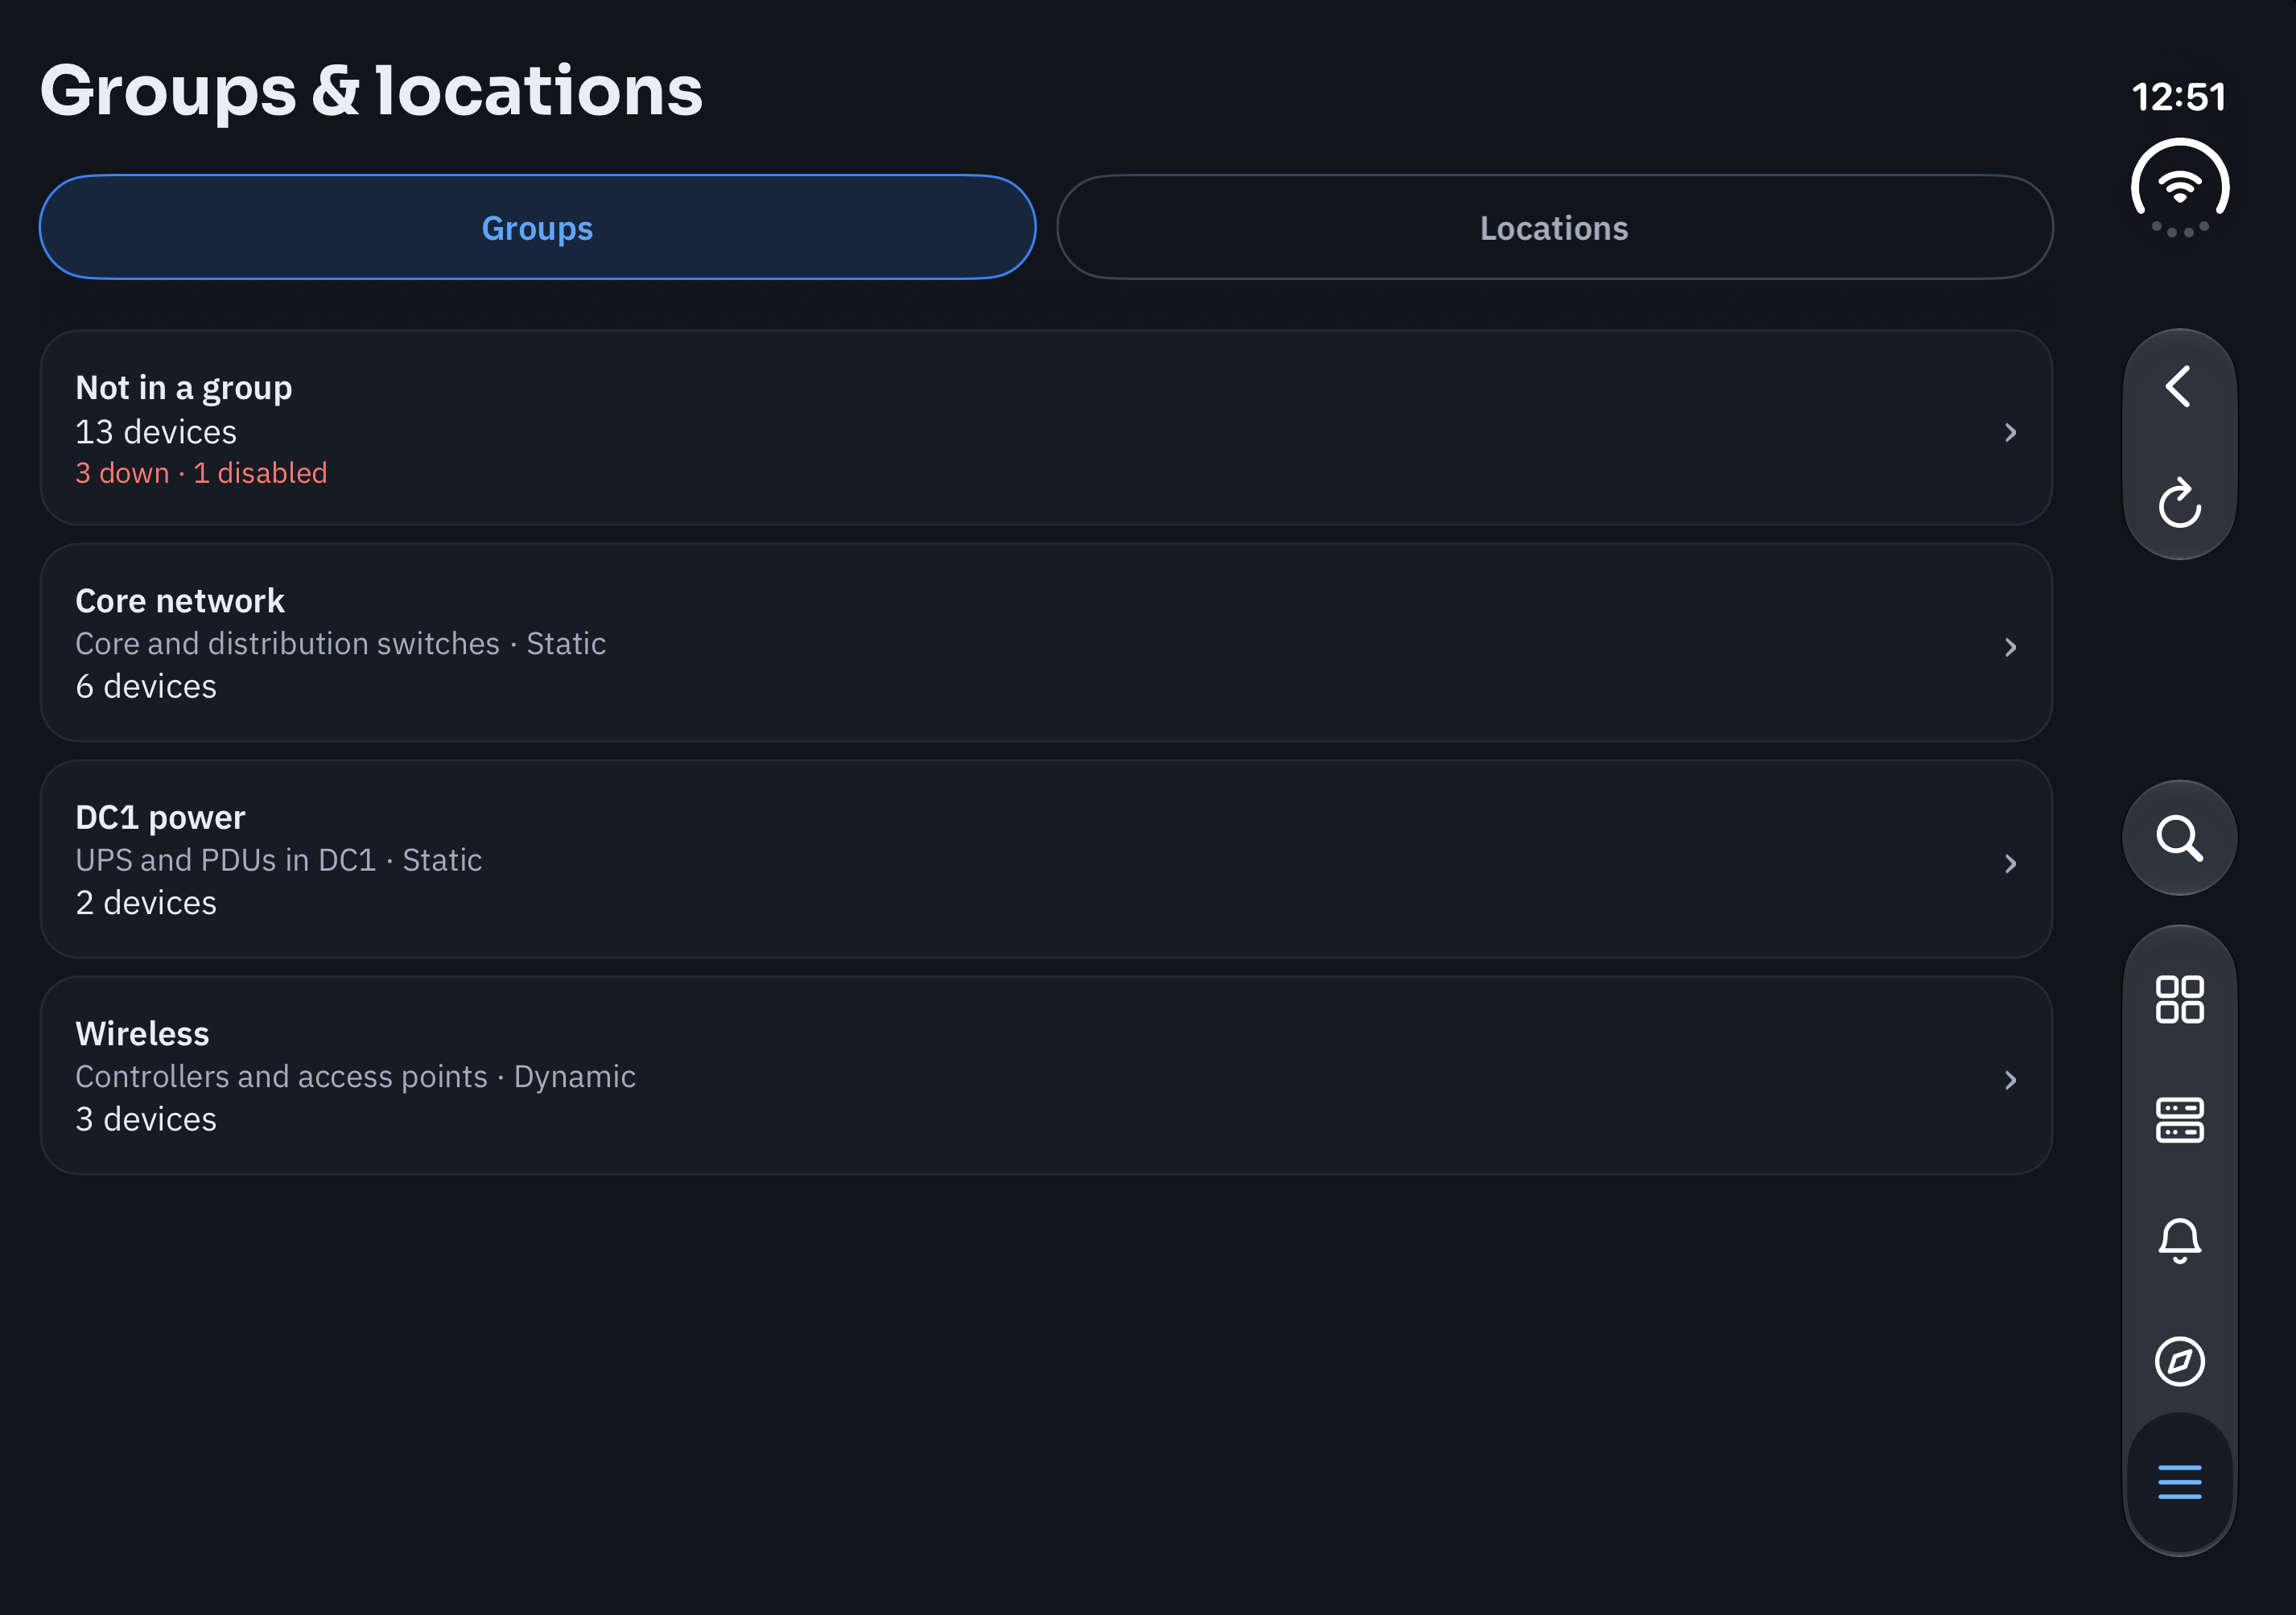 Groups & locations
12:51
Groups
Locations
Not in a group
13 devices
3 down · 1 disabled
Core network
Core and distribution switches · Static
6 devices
DC1 power
UPS and PDUs in DC1 · Static
2 devices
Wireless
Controllers and access points · Dynamic
3 devices